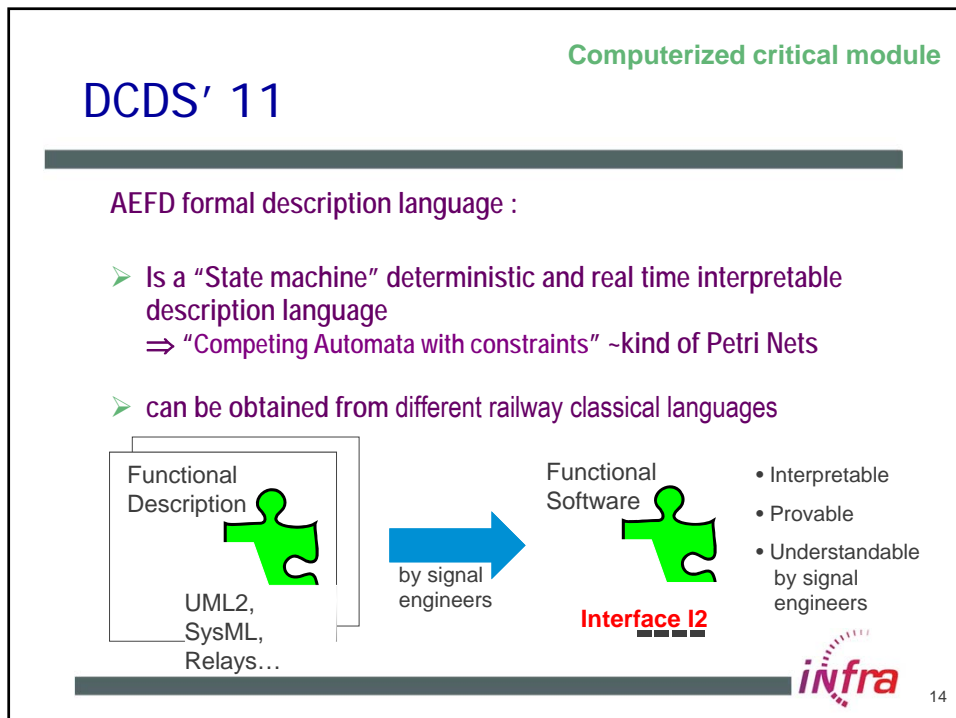 Computerized critical module
DCDS' 11
AEFD formal description language :
➢ Is a “State machine” deterministic and real time interpretable
description language
⇒ “Competing Automata with constraints” ~kind of Petri Nets
➢ can be obtained from different railway classical languages
Functional
Description
UML2,
SysML,
Relays…
by signal
engineers
Functional
Software
Interface I2
• Interpretable
• Provable
• Understandable
by signal
engineers
infra
14